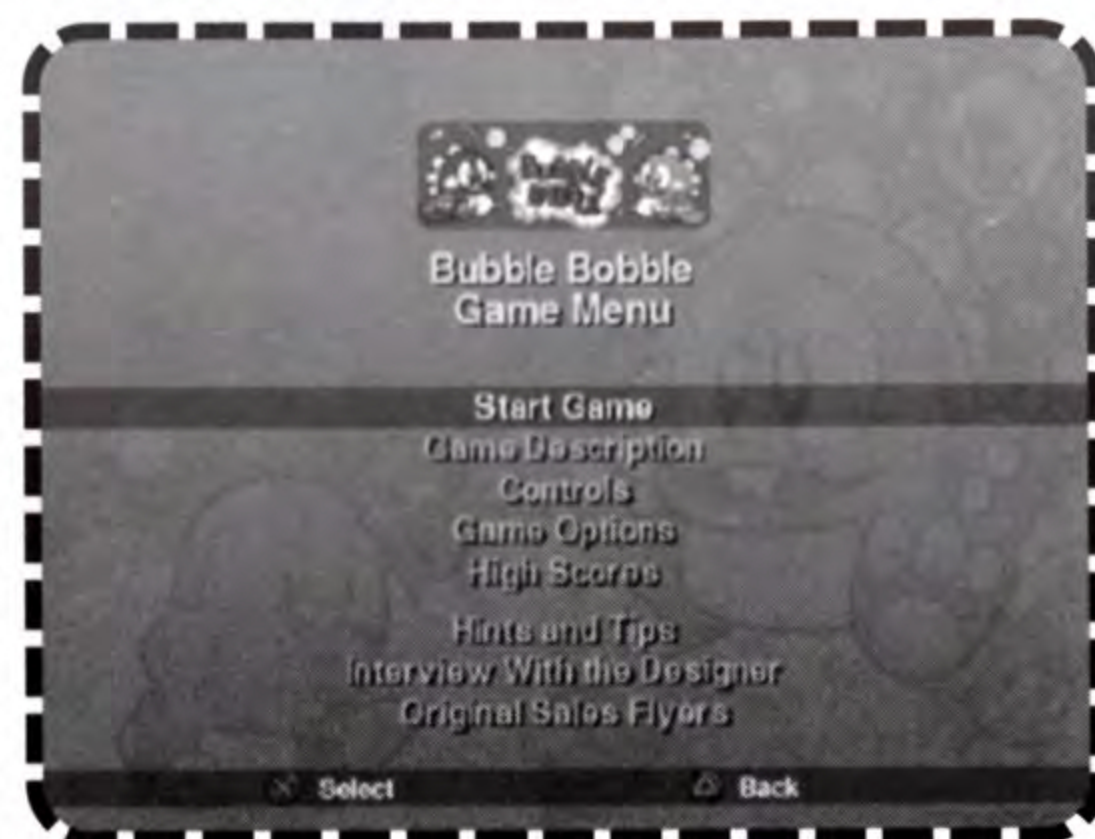 Bubble Bobble
Game Menu
Start Game
Game Description
Controls
Game Options
High Scores
Hints and Tips
Interview With the Designer
Original Sales Flyers
Select
Back